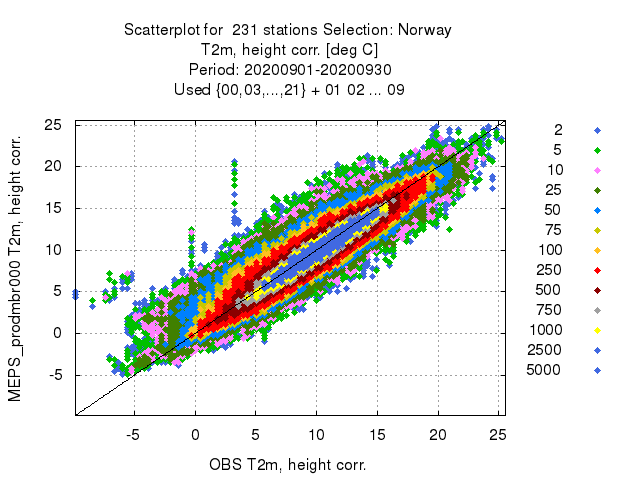 Scatterplot for 231 stations Selection: Norway
T2m, height corr. [deg C]
Period: 20200901-20200930
Used {00,03,...,21} + 01 02 ... 09
MEPS_prodmbr000 T2m, height corr.
25
20
15
10
5
0
-5
-5 0 5 10 15 20 25
OBS T2m, height corr.
2
5
10
25
50
75
100
250
500
750
1000
2500
5000